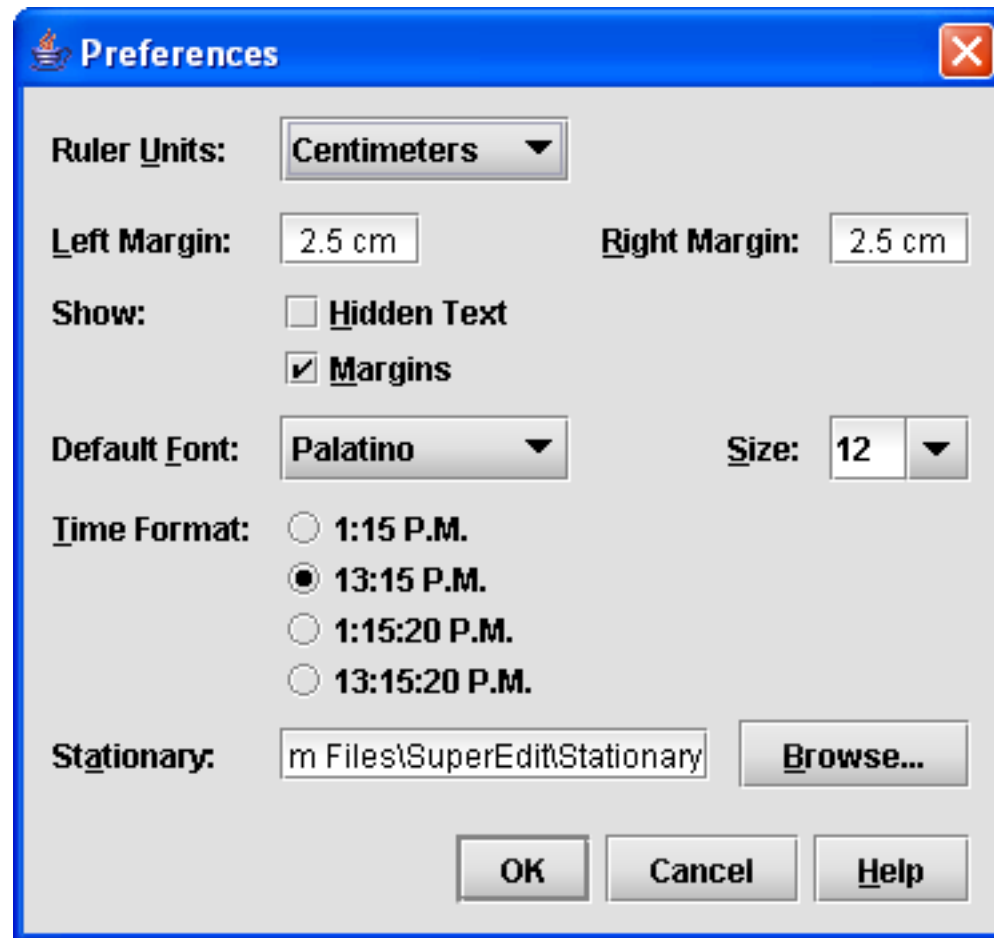 Preferences
Ruler Units: Centimeters
Left Margin: 2.5 cm Right Margin: 2.5 cm
Show: Hidden Text
Margins
Default Font: Palatino Size: 12
Time Format: 1:15 P.M.
13:15 P.M.
1:15:20 P.M.
13:15:20 P.M.
Stationary: m Files\SuperEdit\Stationary Browse...
OK Cancel Help